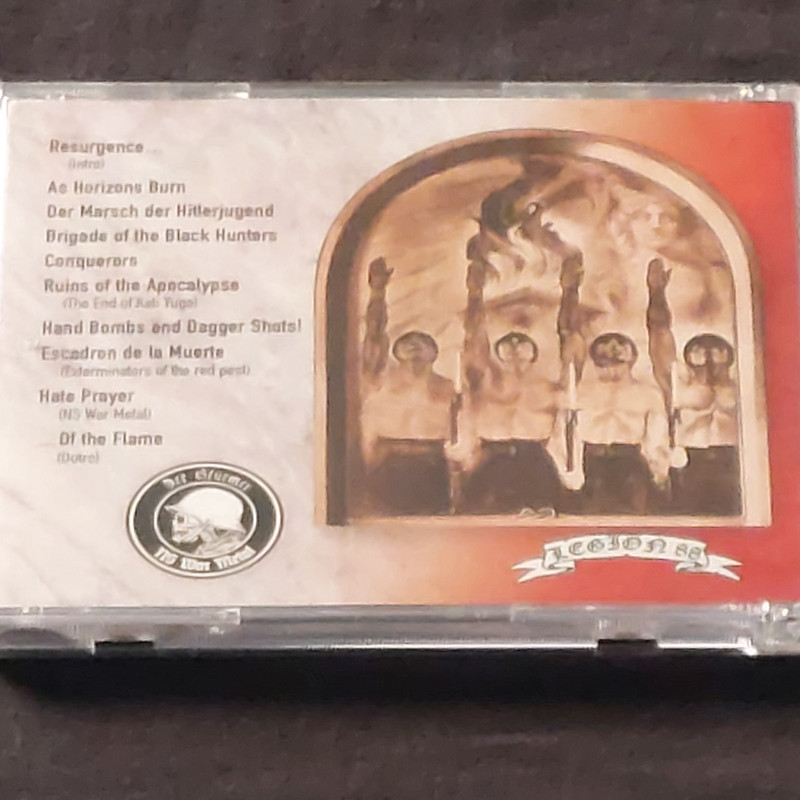 Resurgence
(Intro)
As Horizons Burn
Der Marsch der Hitlerjugend
Brigade of the Black Hunters
Conquerors
Ruins of the Apocalypse
(The End of Kali Yuga)
Hand Bombs and Dagger Shots!
Escadron de la Muerte
(Exterminators of the red pest)
Hate Prayer
(NS War Metal)
Of the Flame
(Outro)
Der Stürmer
NS War Metal
LEGION 88